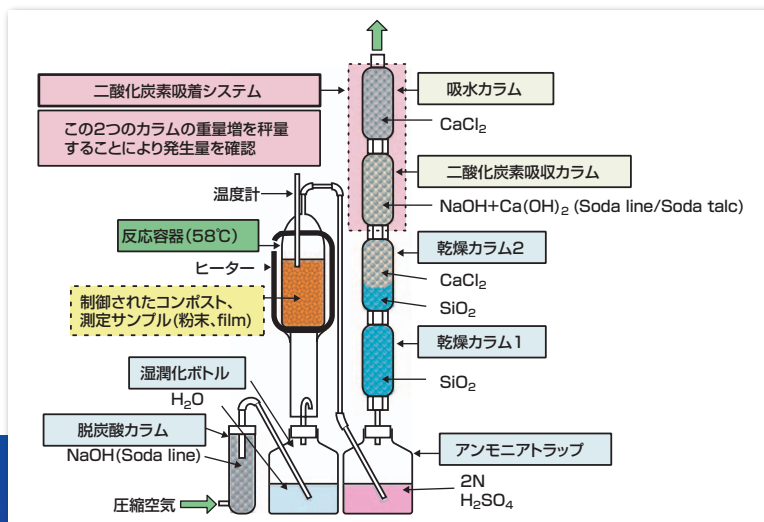 二酸化炭素吸着システム
この2つのカラムの重量増を秤量
することにより発生量を確認
吸水カラム
CaCl₂
二酸化炭素吸収カラム
NaOH+Ca(OH)₂ (Soda line/Soda talc)
温度計
反応容器(58℃)
ヒーター
制御されたコンポスト、
測定サンプル(粉末、film)
乾燥カラム2
CaCl₂
SiO₂
乾燥カラム1
SiO₂
湿潤化ボトル
H₂O
脱炭酸カラム
NaOH(Soda line)
圧縮空気
アンモニアトラップ
2N
H₂SO₄